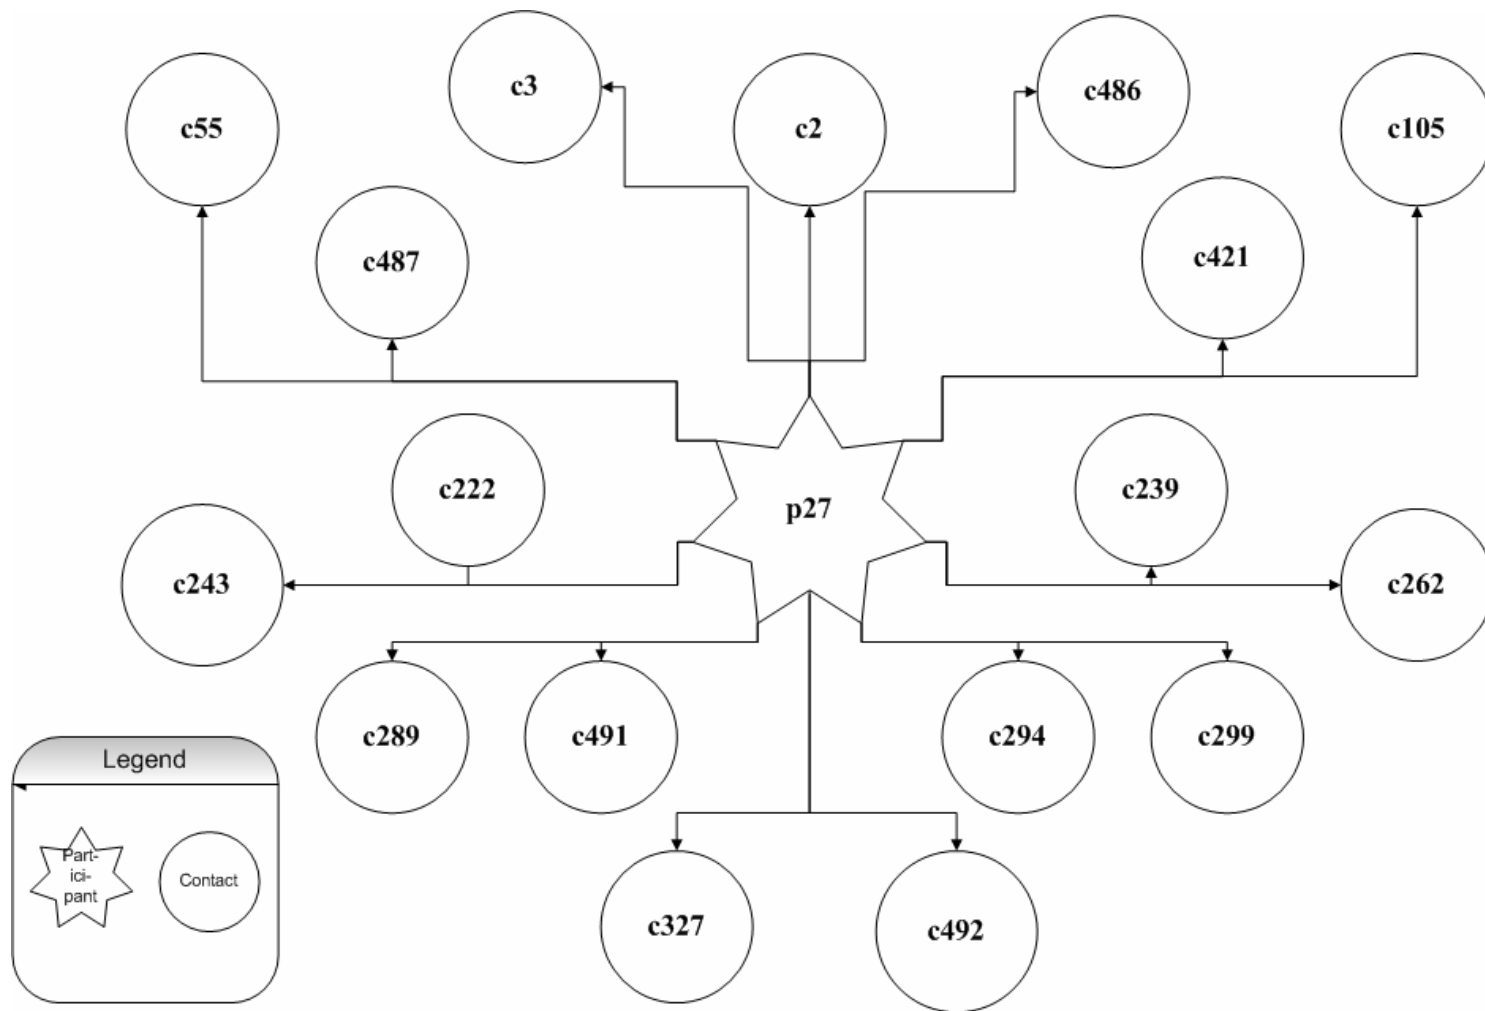 c3
c486
c55
c2
c105
c487
c421
c222
c239
p27
c243
c262
c289
c491
c294
c299
Legend
Part-
ici-
pant
Contact
c327
c492